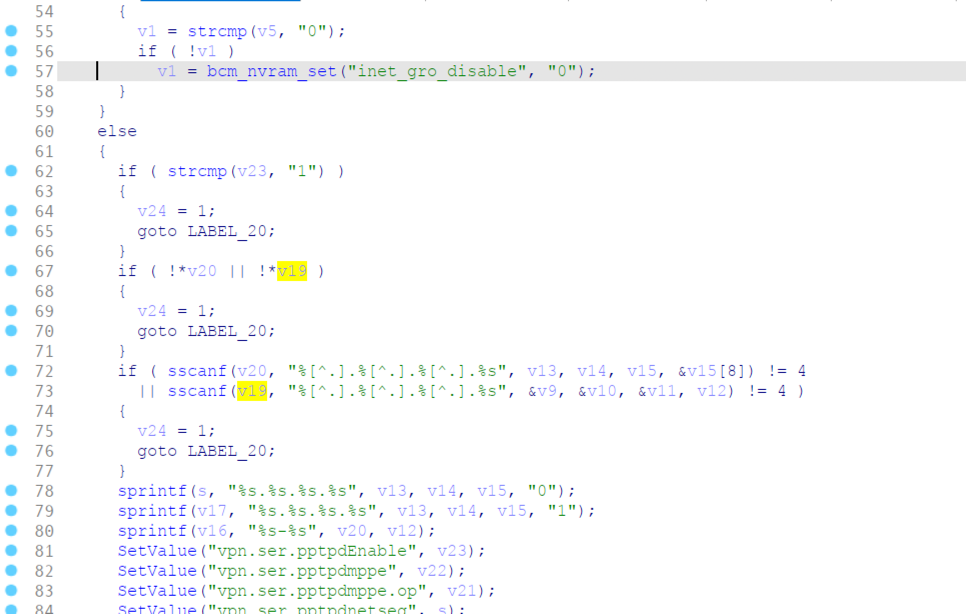 54 {
55 v1 = strcmp(v5, "0");
56 if ( !v1 )
57 v1 = bcm_nvram_set("inet_gro_disable", "0");
58 }
59 }
60 else
61 {
62 if ( strcmp(v23, "1") )
63 {
64 v24 = 1;
65 goto LABEL_20;
66 }
67 if ( !*v20 || !*v19 )
68 {
69 v24 = 1;
70 goto LABEL_20;
71 }
72 if ( sscanf(v20, "%[^.].%[^.].%[^.].%s", v13, v14, v15, &v15[8]) != 4
73 || sscanf(v19, "%[^.].%[^.].%[^.].%s", &v9, &v10, &v11, v12) != 4 )
74 {
75 v24 = 1;
76 goto LABEL_20;
77 }
78 sprintf(s, "%s.%s.%s.%s", v13, v14, v15, "0");
79 sprintf(v17, "%s.%s.%s.%s", v13, v14, v15, "1");
80 sprintf(v16, "%s-%s", v20, v12);
81 SetValue("vpn.ser.pptpdEnable", v23);
82 SetValue("vpn.ser.pptpdmppe", v22);
83 SetValue("vpn.ser.pptpdmppe.op", v21);
84 SetValue("vpn.ser.pptpdnetseg", s);